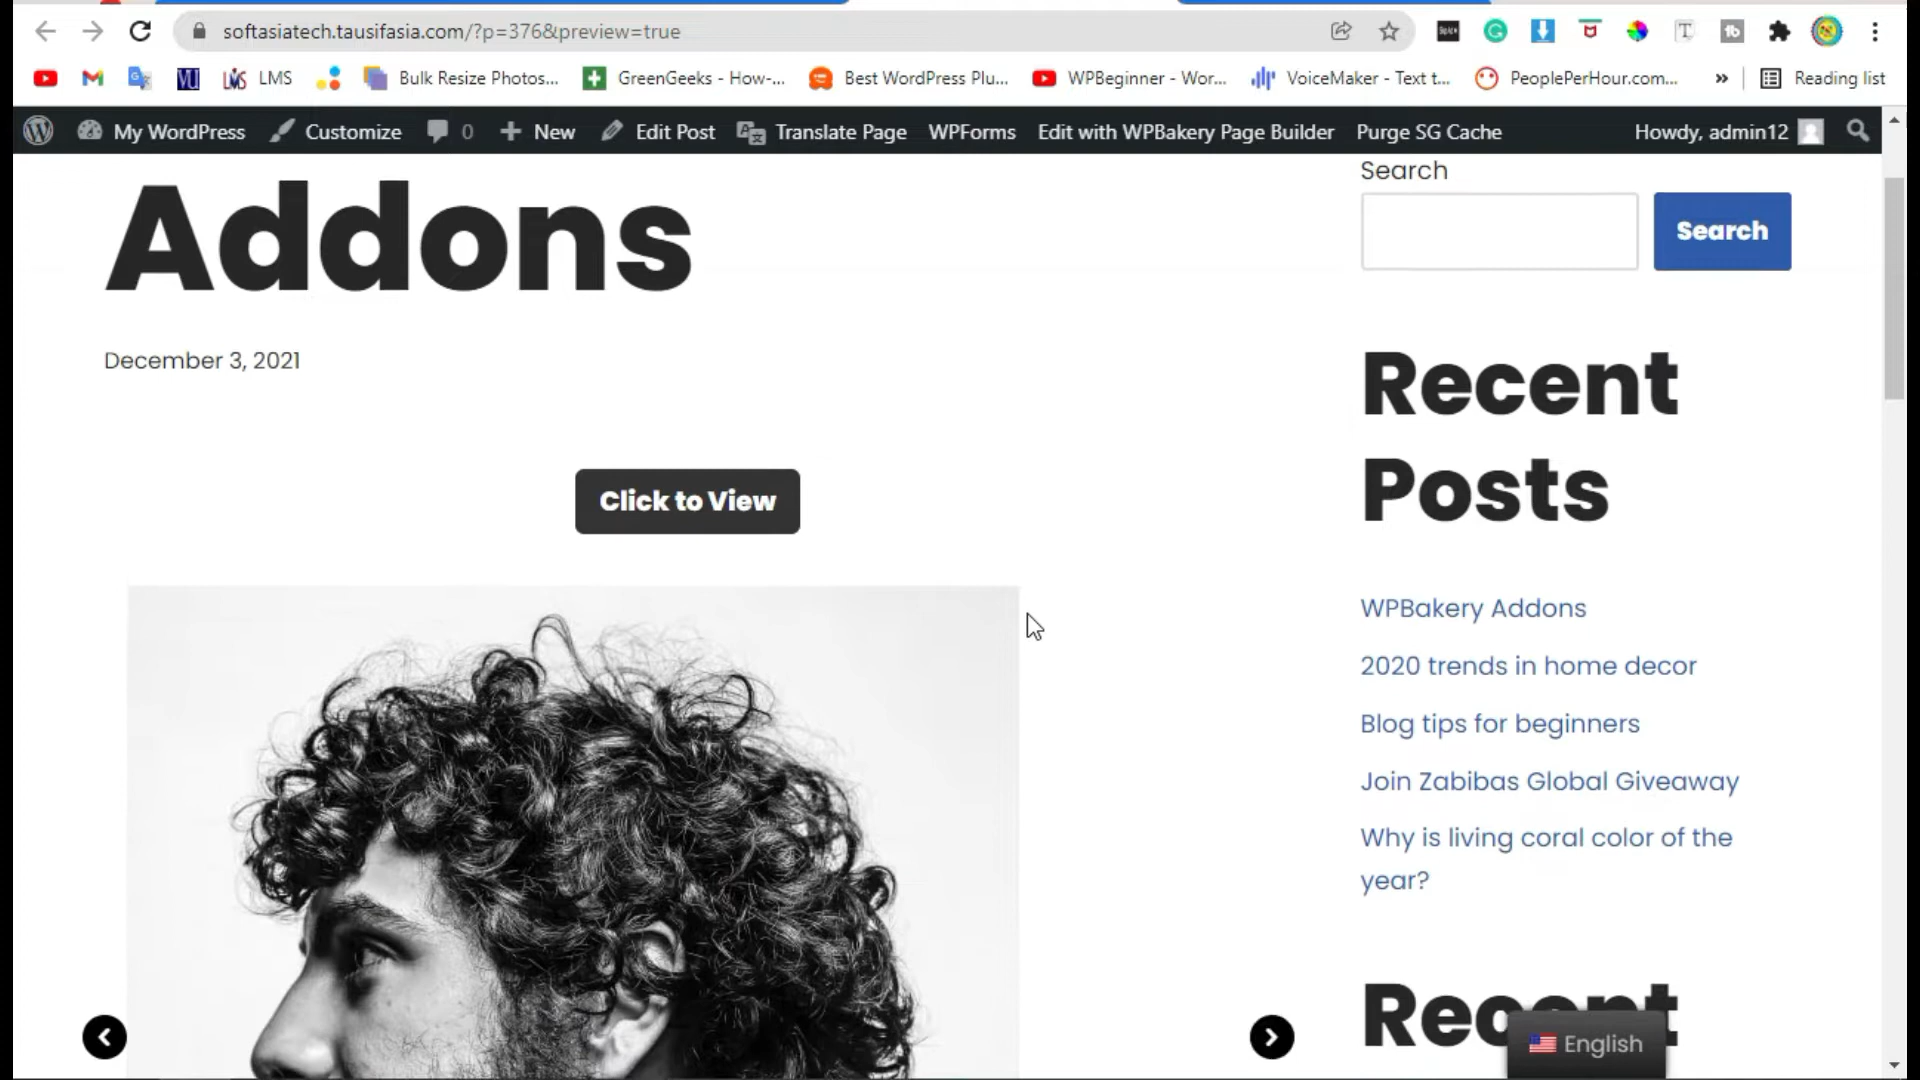 softasiatech.tausifasia.com/?p=376&preview=true
LMS
Bulk Resize Photos...
GreenGeeks - How-...
Best WordPress Plu...
WPBeginner - Wor...
VoiceMaker - Text t...
PeoplePerHour.com...
»
Reading list
My WordPress
Customize
0
New
Edit Post
Translate Page
WPForms
Edit with WPBakery Page Builder
Purge SG Cache
Howdy, admin12
Addons
December 3, 2021
Click to View
Search
Search
Recent
Posts
WPBakery Addons
2020 trends in home decor
Blog tips for beginners
Join Zabibas Global Giveaway
Why is living coral color of the
year?
Recent
English